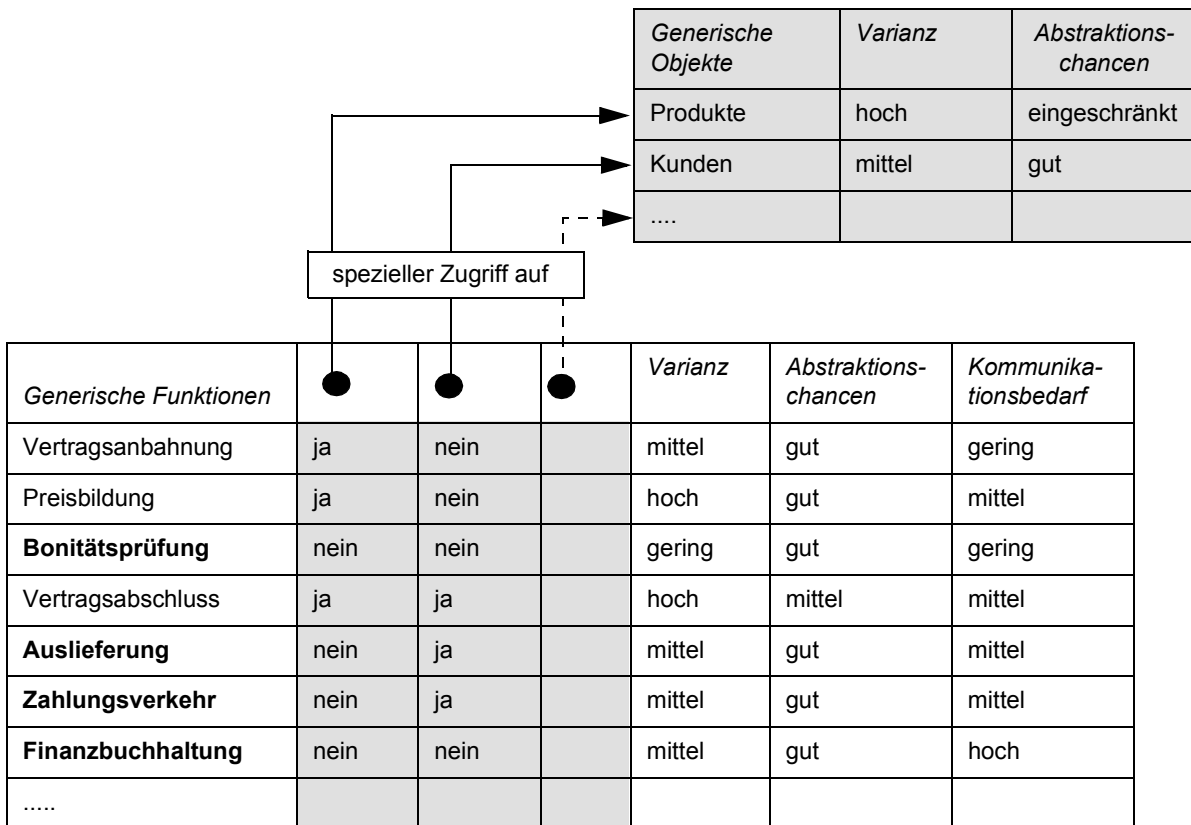 Generische Objekte Varianz Abstraktions-chancen
Produkte hoch eingeschränkt
Kunden mittel gut
....
spezieller Zugriff auf
Generische Funktionen Varianz Abstraktions-chancen Kommunika-tionsbedarf
Vertragsanbahnung ja nein mittel gut gering
Preisbildung ja nein hoch gut mittel
Bonitätsprüfung nein nein gering gut gering
Vertragsabschluss ja ja hoch mittel mittel
Auslieferung nein ja mittel gut mittel
Zahlungsverkehr nein ja mittel gut mittel
Finanzbuchhaltung nein nein mittel gut hoch
.....